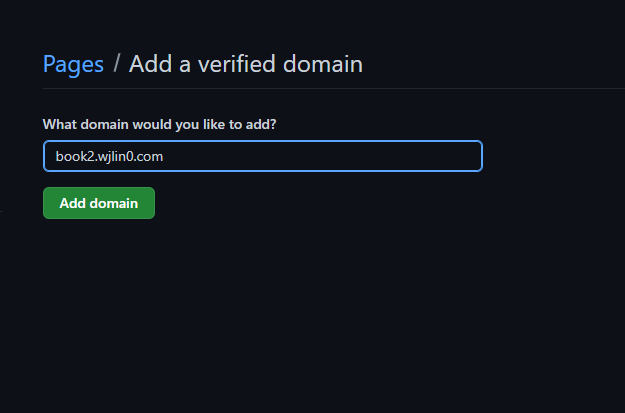 Pages / Add a verified domain
What domain would you like to add?
book2.wjlin0.com
Add domain